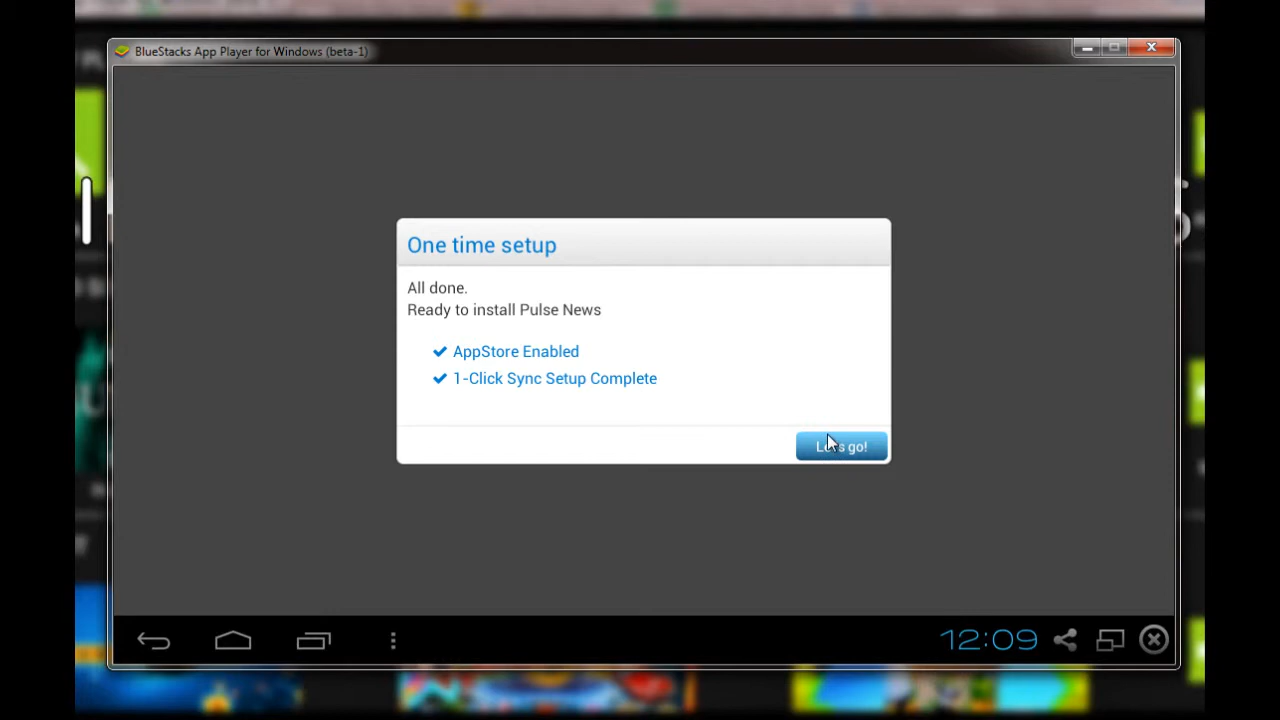 BlueStacks App Player for Windows (beta-1)
One time setup
All done.
Ready to install Pulse News
AppStore Enabled
1-Click Sync Setup Complete
Let's go!
12:09